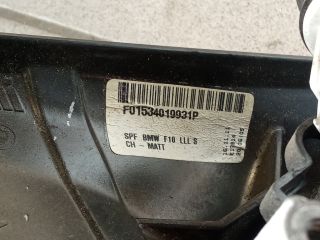 F01534019931P
SPF BMW F10 LLL S
CH - MATT